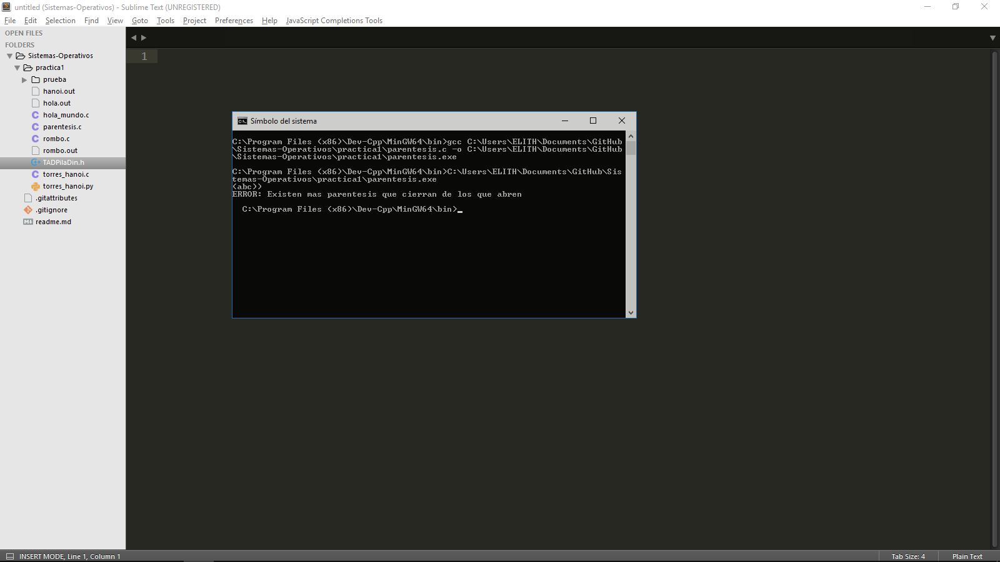 untitled (Sistemas-Operativos) - Sublime Text (UNREGISTERED)
File Edit Selection Find View Goto Tools Project Preferences Help JavaScript Completions Tools
OPEN FILES
FOLDERS
Sistemas-Operativos
practica1
prueba
hanoi.out
hola.out
hola_mundo.c
parentesis.c
rombo.c
rombo.out
TADPilaDin.h
torres_hanoi.c
torres_hanoi.py
.gitattributes
.gitignore
readme.md
1
Símbolo del sistema
C:\Program Files (x86)\Dev-Cpp\MinGW64\bin>gcc C:\Users\ELITH\Documents\GitHub
\Sistemas-Operativos\practica1\parentesis.c -o C:\Users\ELITH\Documents\GitHub
\Sistemas-Operativos\practica1\parentesis.exe
C:\Program Files (x86)\Dev-Cpp\MinGW64\bin>C:\Users\ELITH\Documents\GitHub\Sis
temas-Operativos\practica1\parentesis.exe
(abc))
ERROR: Existen mas parentesis que cierran de los que abren
C:\Program Files (x86)\Dev-Cpp\MinGW64\bin>
INSERT MODE, Line 1, Column 1
Tab Size: 4
Plain Text